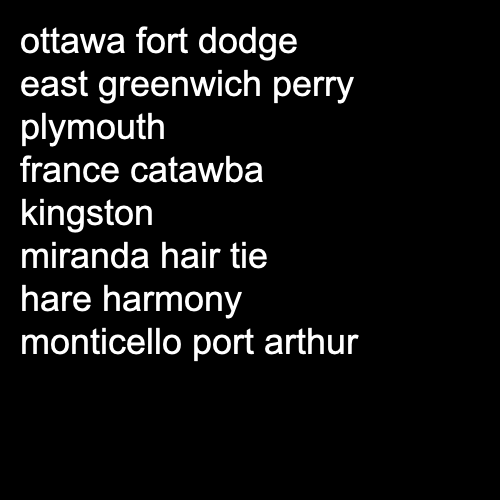 ottawa fort dodge
east greenwich perry
plymouth
france catawba
kingston
miranda hair tie
hare harmony
monticello port arthur